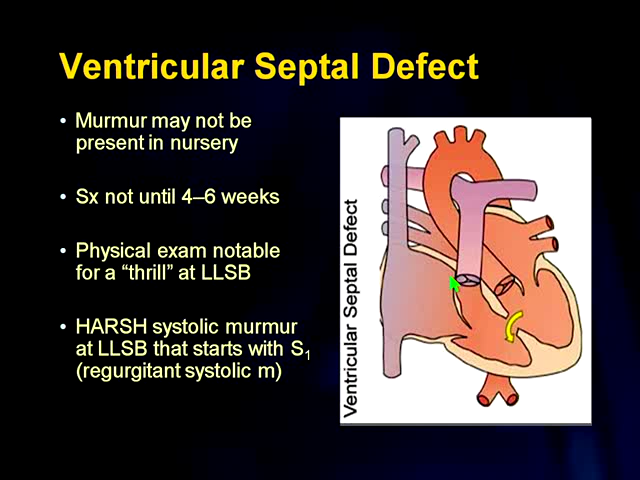 Ventricular Septal Defect
• Murmur may not be
present in nursery
• Sx not until 4–6 weeks
• Physical exam notable
for a “thrill” at LLSB
• HARSH systolic murmur
at LLSB that starts with S1
(regurgitant systolic m)
Ventricular Septal Defect